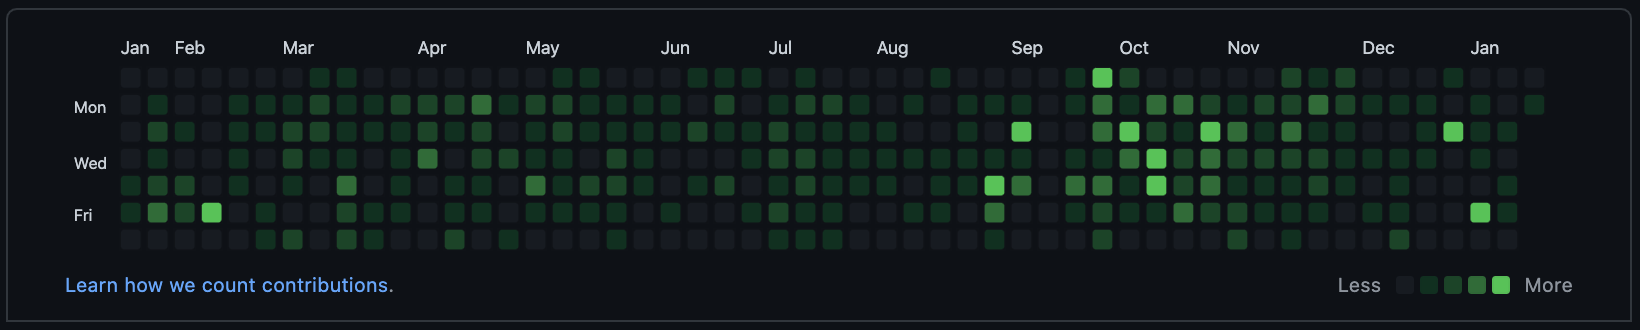 Jan Feb Mar Apr May Jun Jul Aug Sep Oct Nov Dec Jan
Mon
Wed
Fri
Learn how we count contributions. Less More